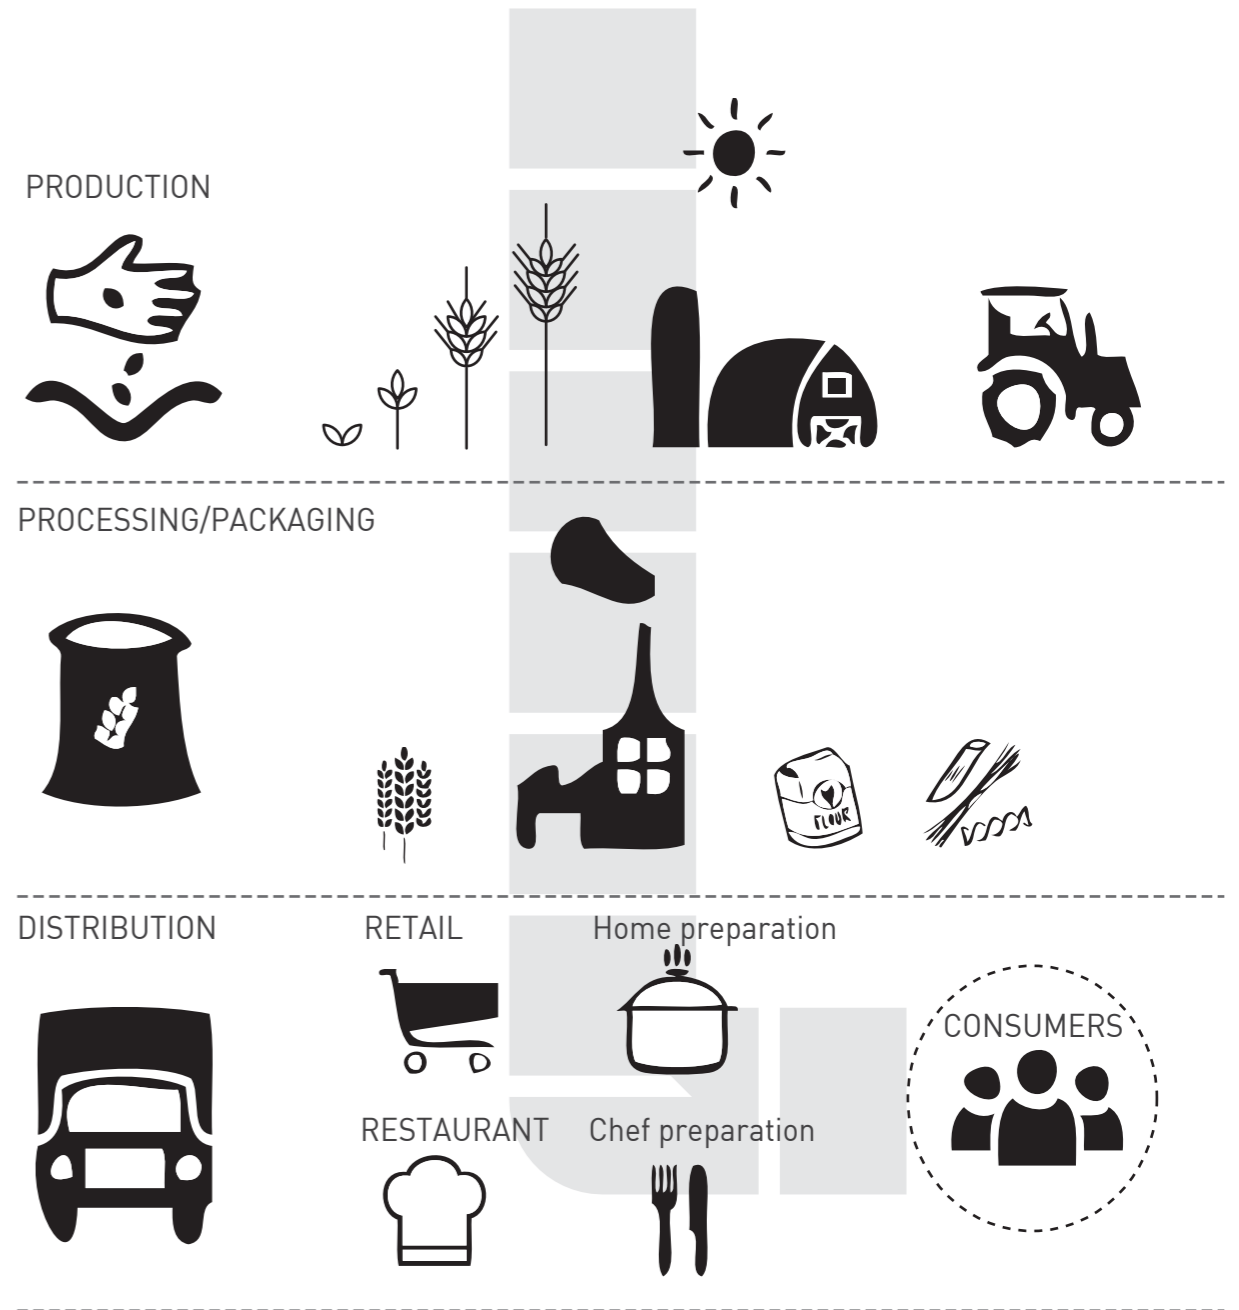 PRODUCTION
PROCESSING/PACKAGING
FLOUR
DISTRIBUTION
RETAIL
Home preparation
CONSUMERS
RESTAURANT
Chef preparation